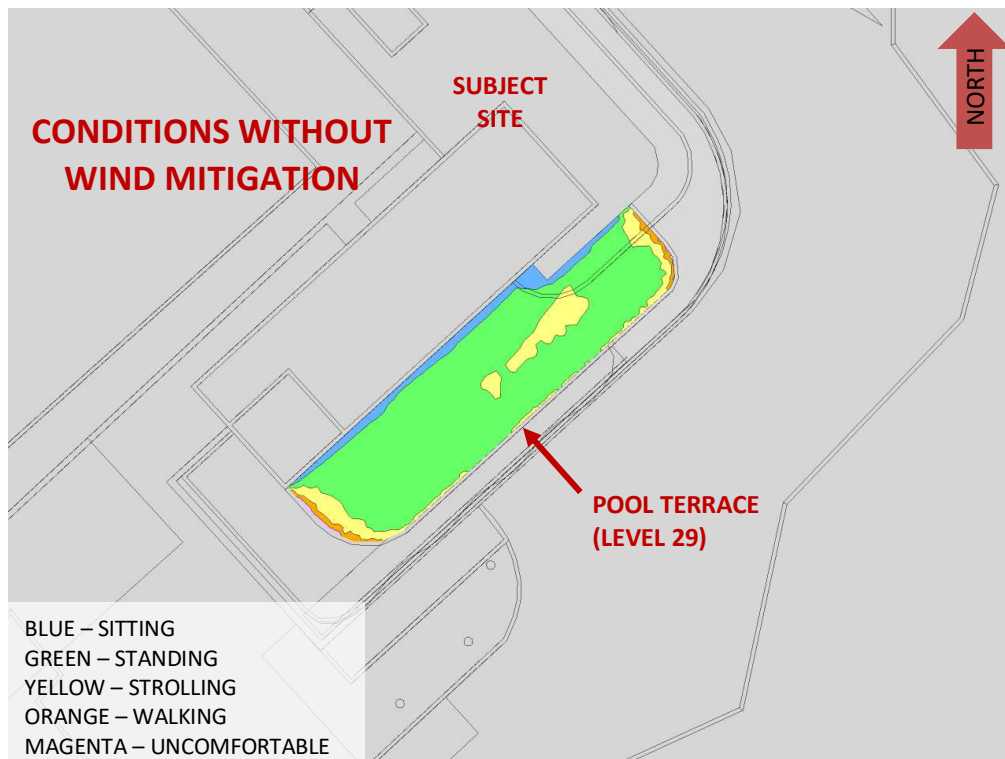 SUBJECT
SITE
NORTH
CONDITIONS WITHOUT
WIND MITIGATION
POOL TERRACE
(LEVEL 29)
BLUE – SITTING
GREEN – STANDING
YELLOW – STROLLING
ORANGE – WALKING
MAGENTA – UNCOMFORTABLE